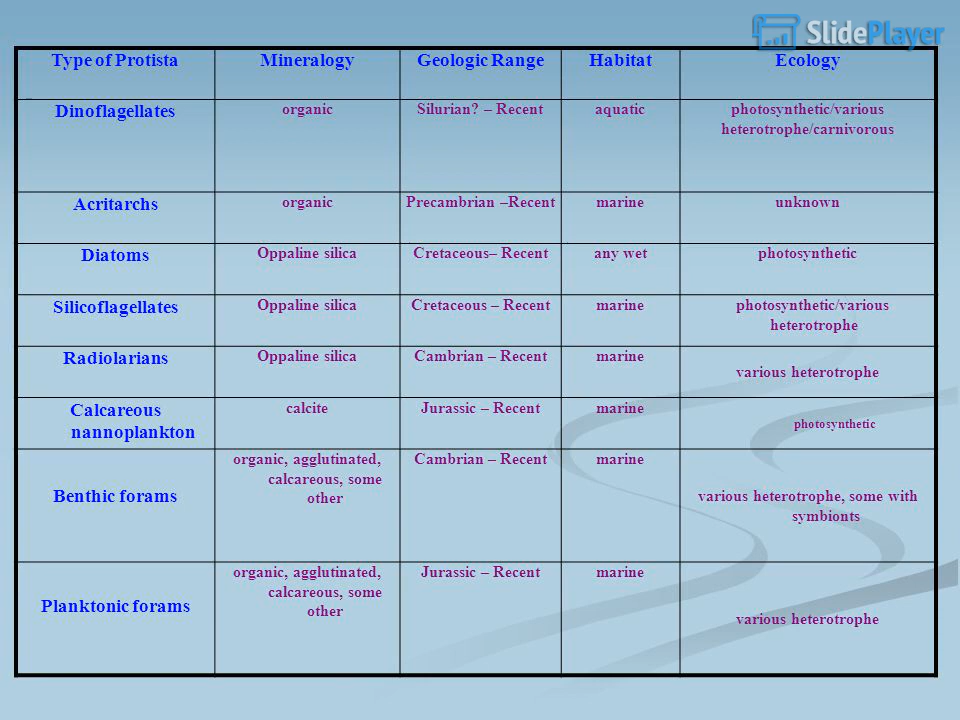 SlidePlayer
Type of Protista Mineralogy Geologic Range Habitat Ecology
Dinoflagellates organic Silurian? – Recent aquatic photosynthetic/various
heterotrophe/carnivorous
Acritarchs organic Precambrian –Recent marine unknown
Diatoms Oppaline silica Cretaceous– Recent any wet photosynthetic
Silicoflagellates Oppaline silica Cretaceous – Recent marine photosynthetic/various
heterotrophe
Radiolarians Oppaline silica Cambrian – Recent marine
various heterotrophe
Calcareous calcite Jurassic – Recent marine
nannoplankton photosynthetic
organic, agglutinated, Cambrian – Recent marine
calcareous, some
other
Benthic forams various heterotrophe, some with
symbionts
organic, agglutinated, Jurassic – Recent marine
calcareous, some
other
Planktonic forams
various heterotrophe